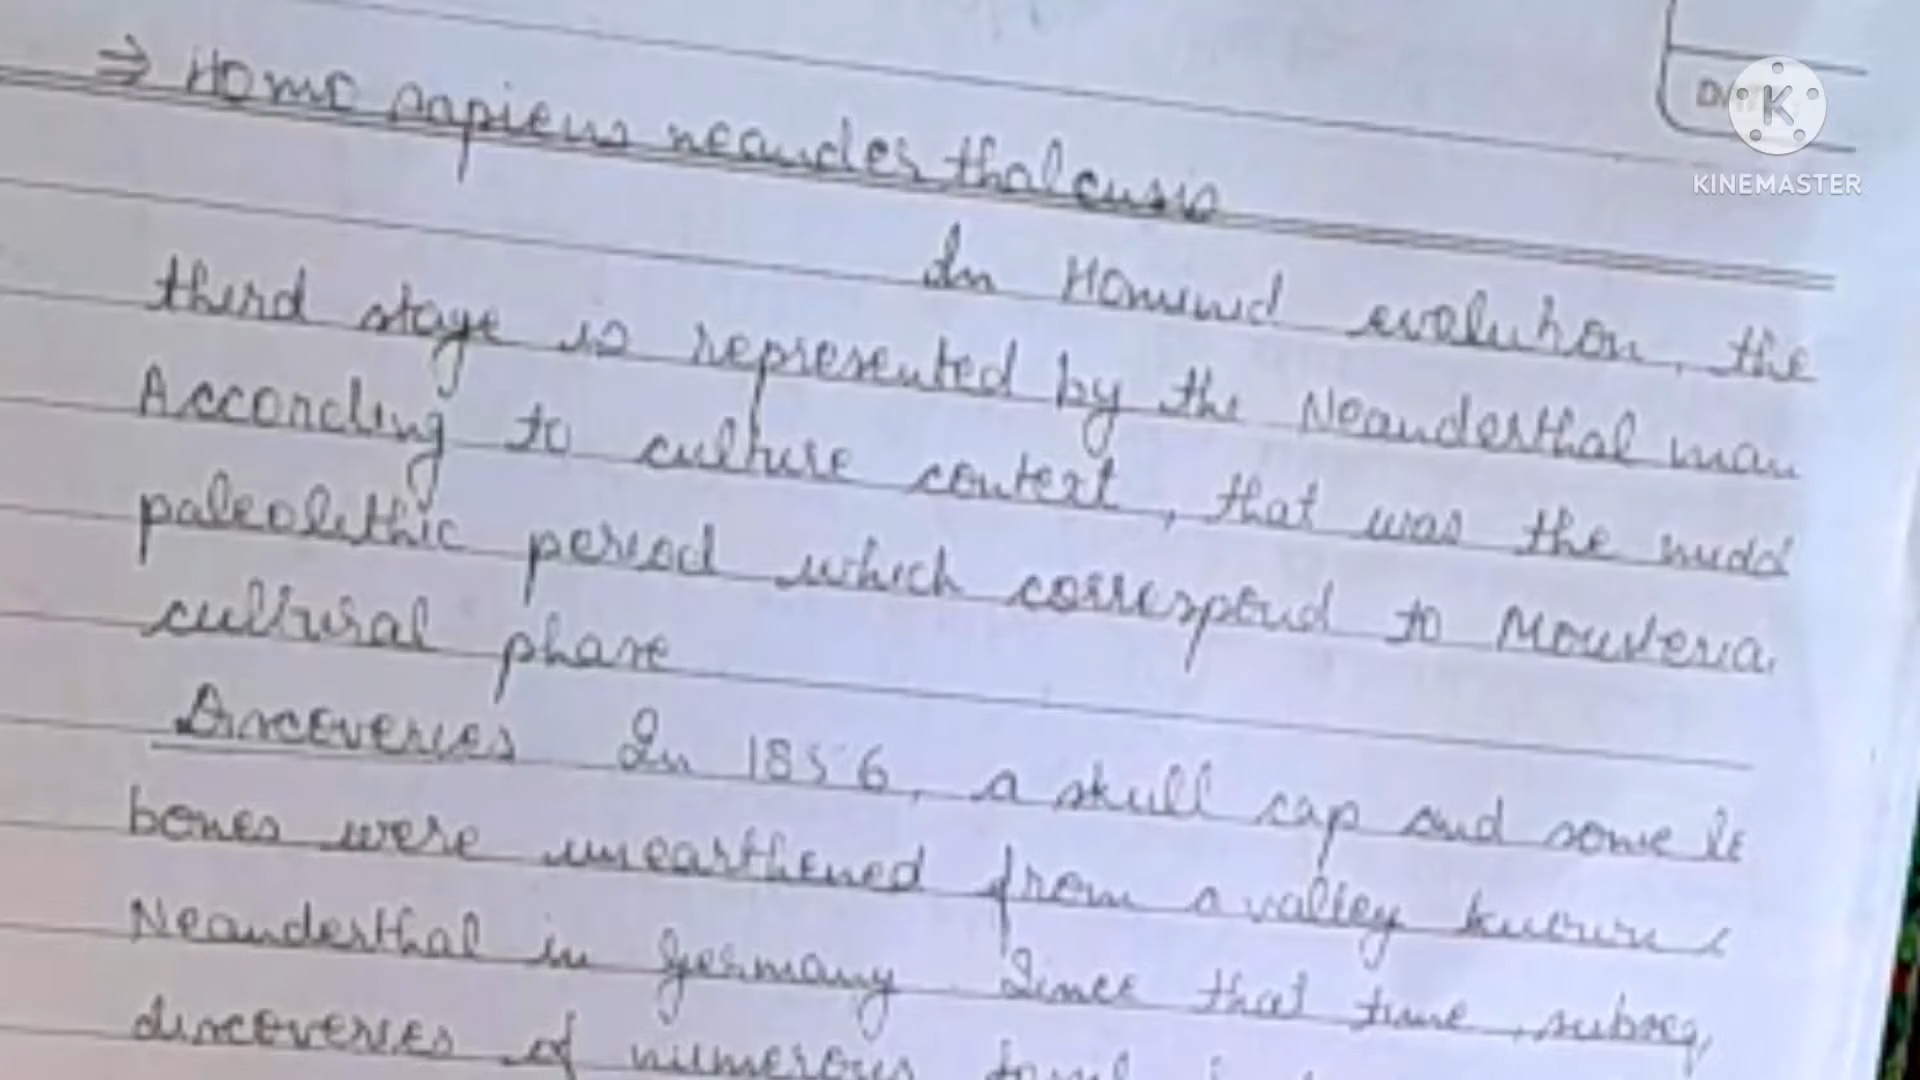 ⇒ Homo sapiens neanderthalensis
In Hominid evolution, the
third stage is represented by the Neanderthal man
According to culture context, that was the midd
paleolithic period which correspond to Mousteria
cultural phase
Discoveries In 1856, a skull cap and some
bones were unearthened from a valley known
Neanderthal in Germany. Since that time, subseq
discoveries of numerous
KINEMASTER